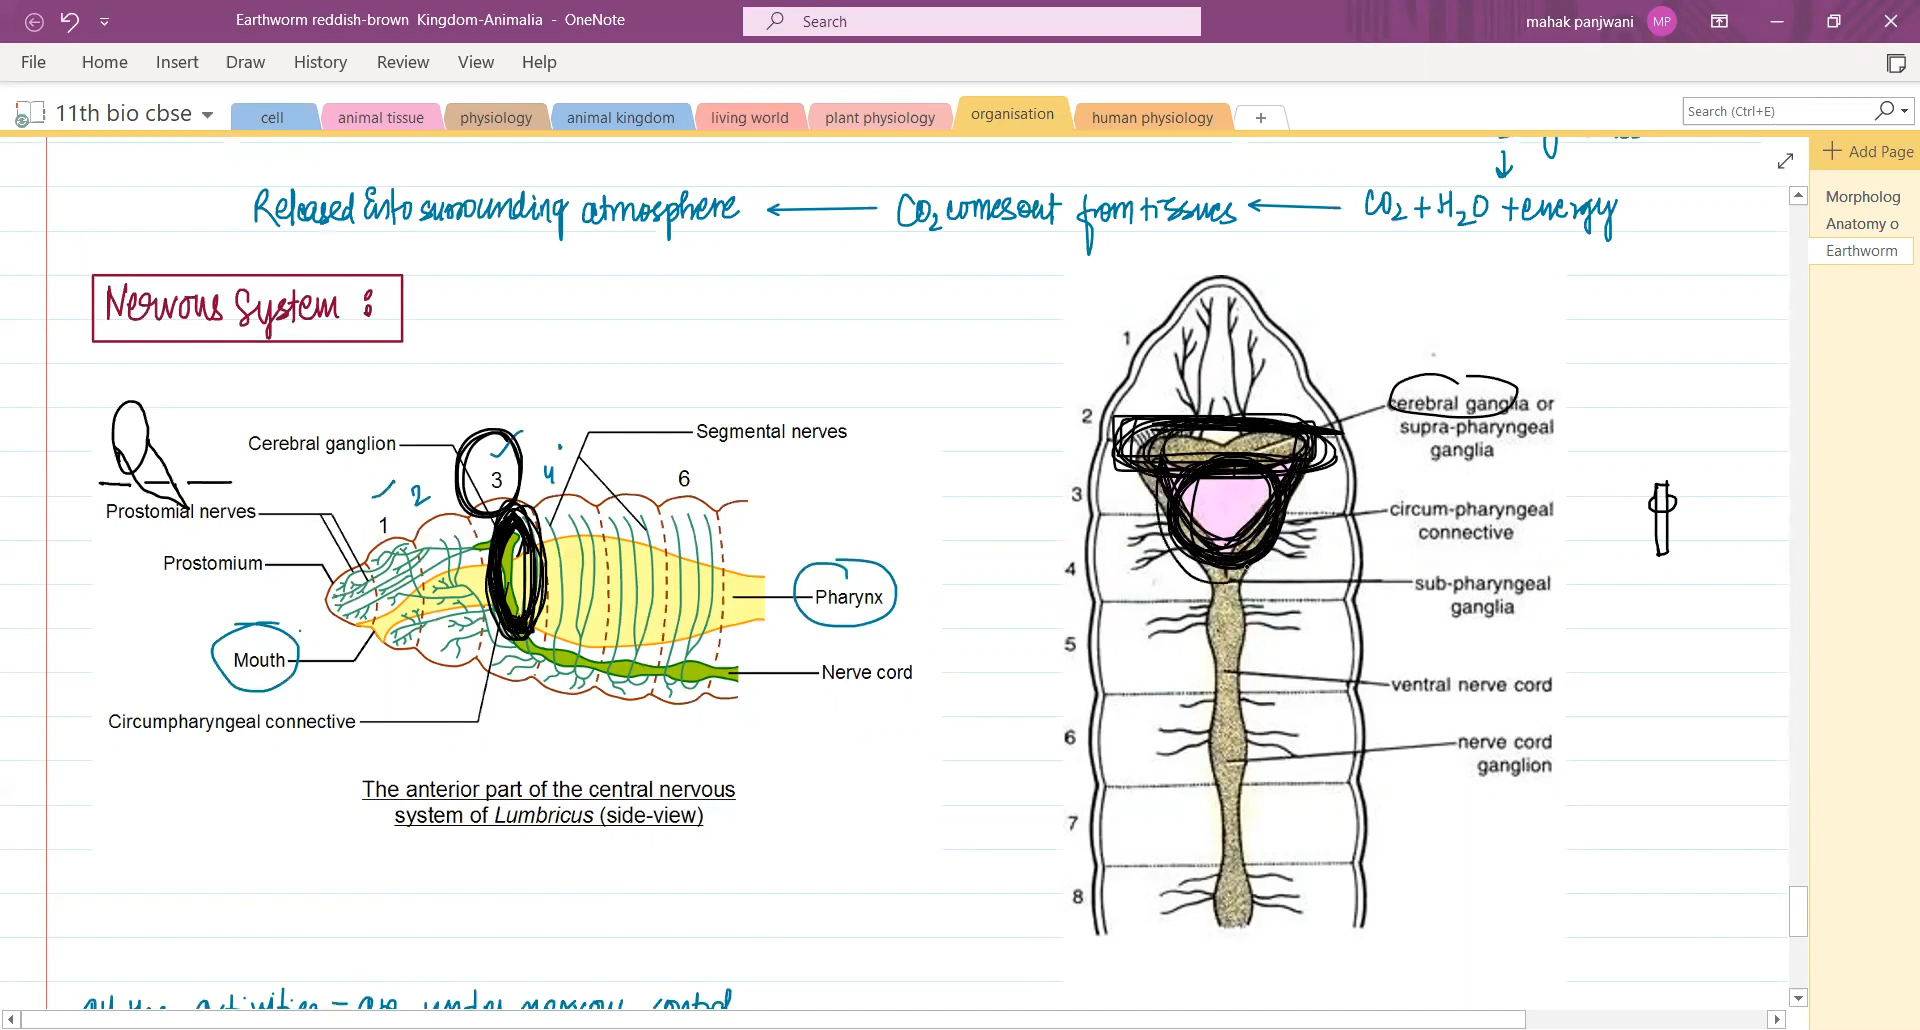 Earthworm reddish-brown Kingdom-Animalia - OneNote
Search
mahak panjwani
MP
File Home Insert Draw History Review View Help
11th bio cbse
cell
animal tissue
physiology
animal kingdom
living world
plant physiology
organisation
human physiology
+
Search (Ctrl+E)
Add Page
Morpholog
Anatomy o
Earthworm
Released Into surrounding atmosphere ← CO2 comes out from tissues ← CO2 + H2O + energy
Nervous System :
Cerebral ganglion
Segmental nerves
1
2
3
4
6
Prostomial nerves
Prostomium
Mouth
Pharynx
Nerve cord
Circumpharyngeal connective
The anterior part of the central nervous
system of Lumbricus (side-view)
1
2
3
4
5
6
7
8
cerebral ganglia or
supra-pharyngeal
ganglia
circum-pharyngeal
connective
sub-pharyngeal
ganglia
ventral nerve cord
nerve cord
ganglion
activities = are under nervous control